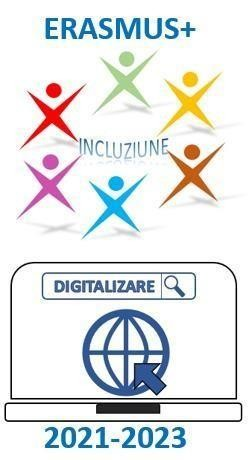 ERASMUS+
INCLUZIUNE
DIGITALIZARE
2021-2023